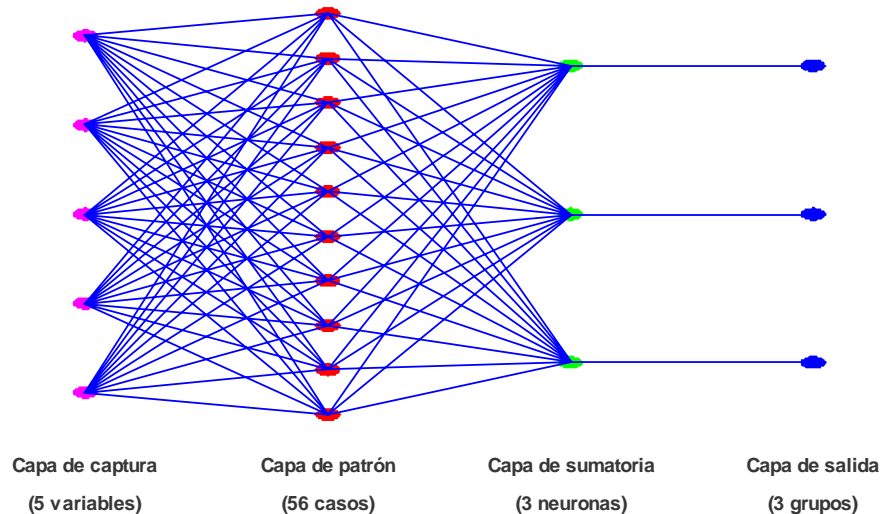 Capa de captura Capa de patrón Capa de sumatoria Capa de salida
(5 variables) (56 casos) (3 neuronas) (3 grupos)